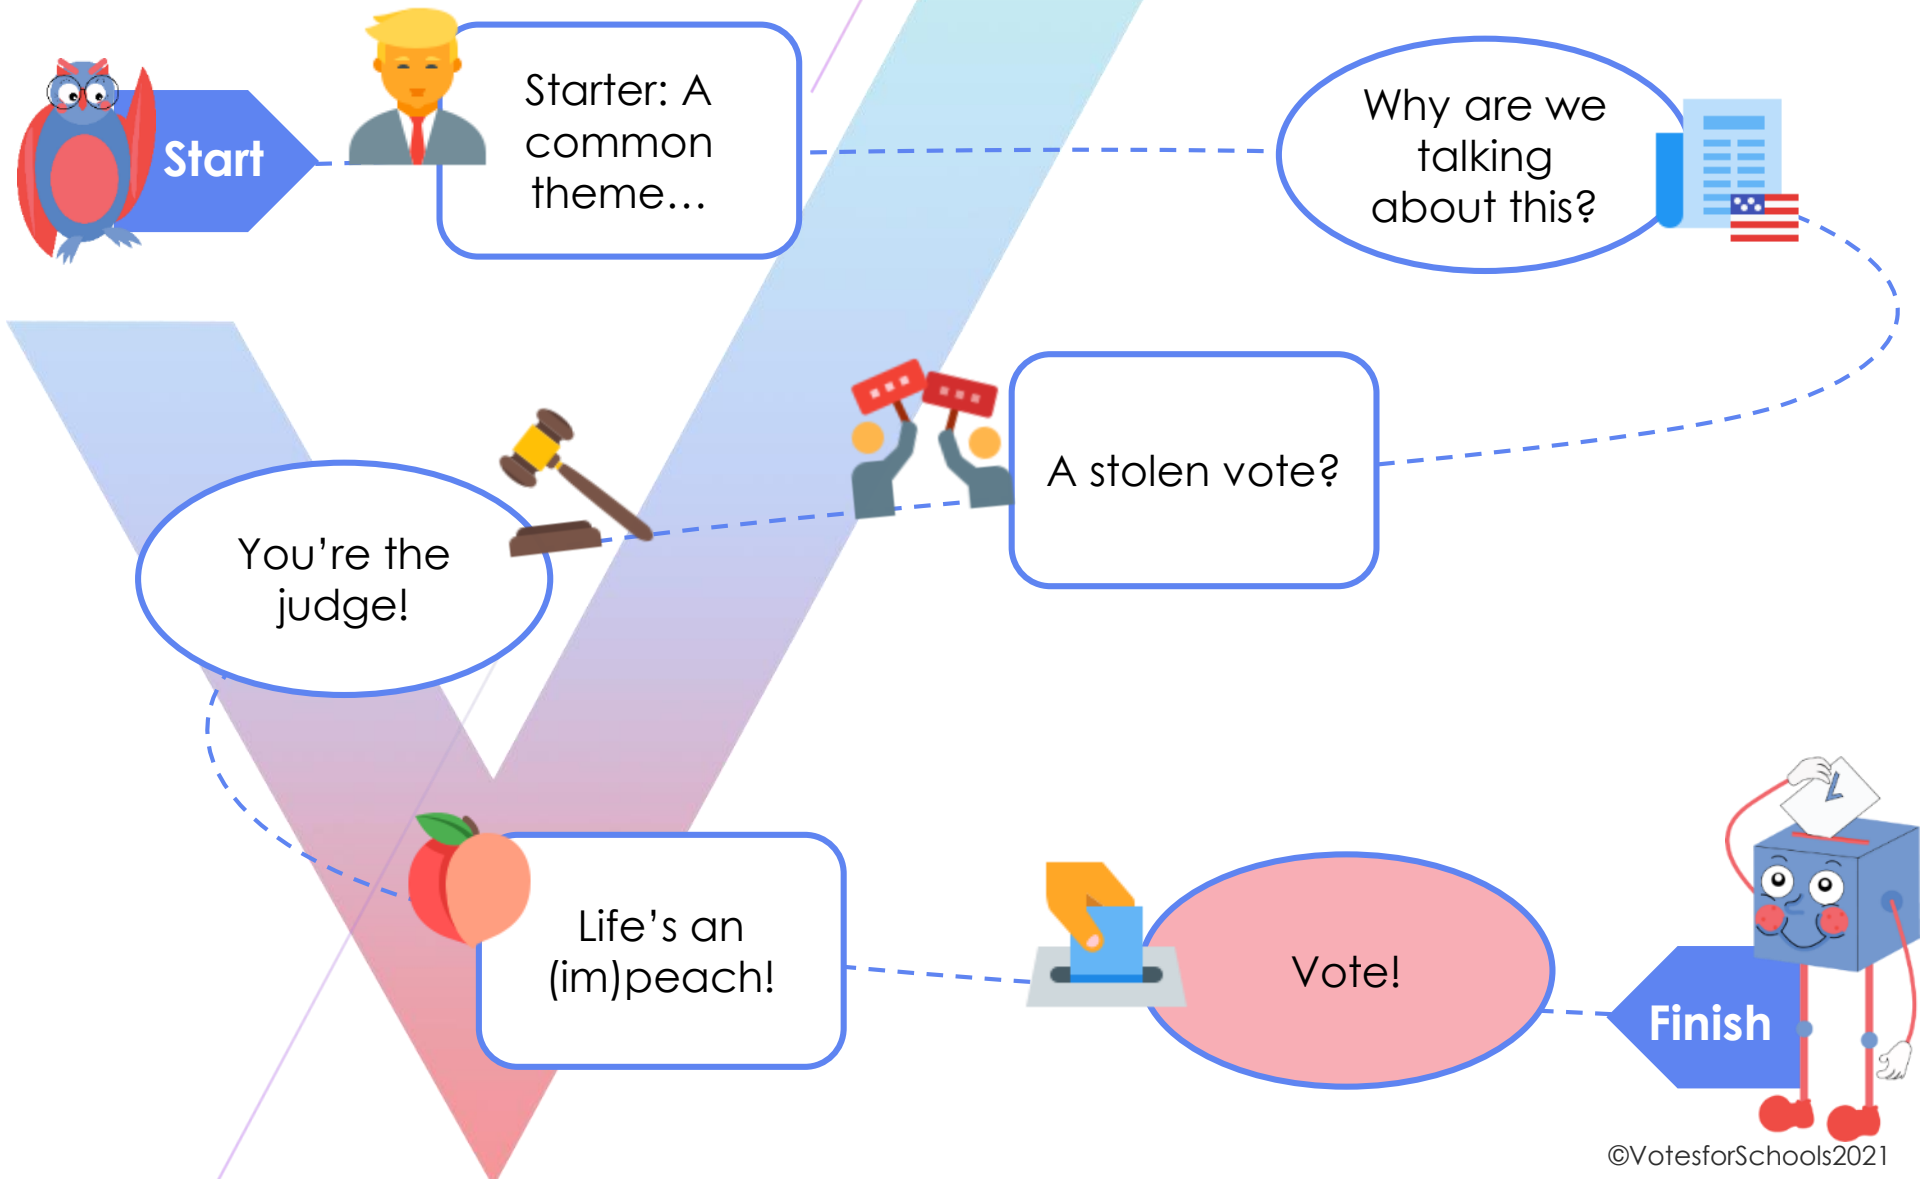 Start
Starter: A
common
theme…
Why are we
talking
about this?
A stolen vote?
You’re the
judge!
Life’s an
(im)peach!
Vote!
Finish
©VotesforSchools2021